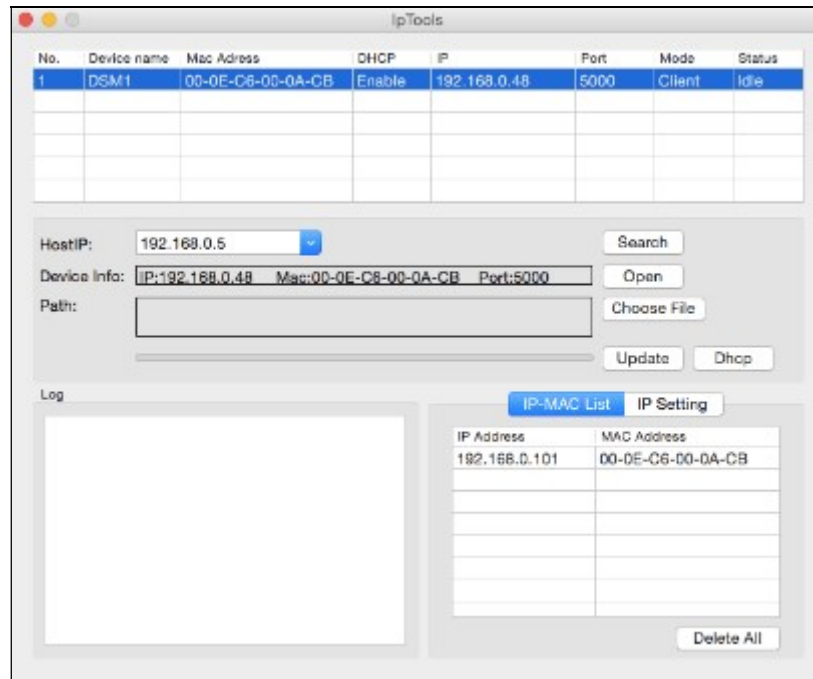 IpTools
No. Device name Mac Adress DHCP IP Port Mode Status
1 DSM1 00-0E-C6-00-0A-CB Enable 192.168.0.48 5000 Client Idle
HostIP: 192.168.0.5 Search
Device Info: IP:192.168.0.48 Mac:00-0E-C6-00-0A-CB Port:5000 Open
Path: Choose File
Update Dhcp
Log
IP-MAC List IP Setting
IP Address MAC Address
192.168.0.101 00-0E-C6-00-0A-CB
Delete All